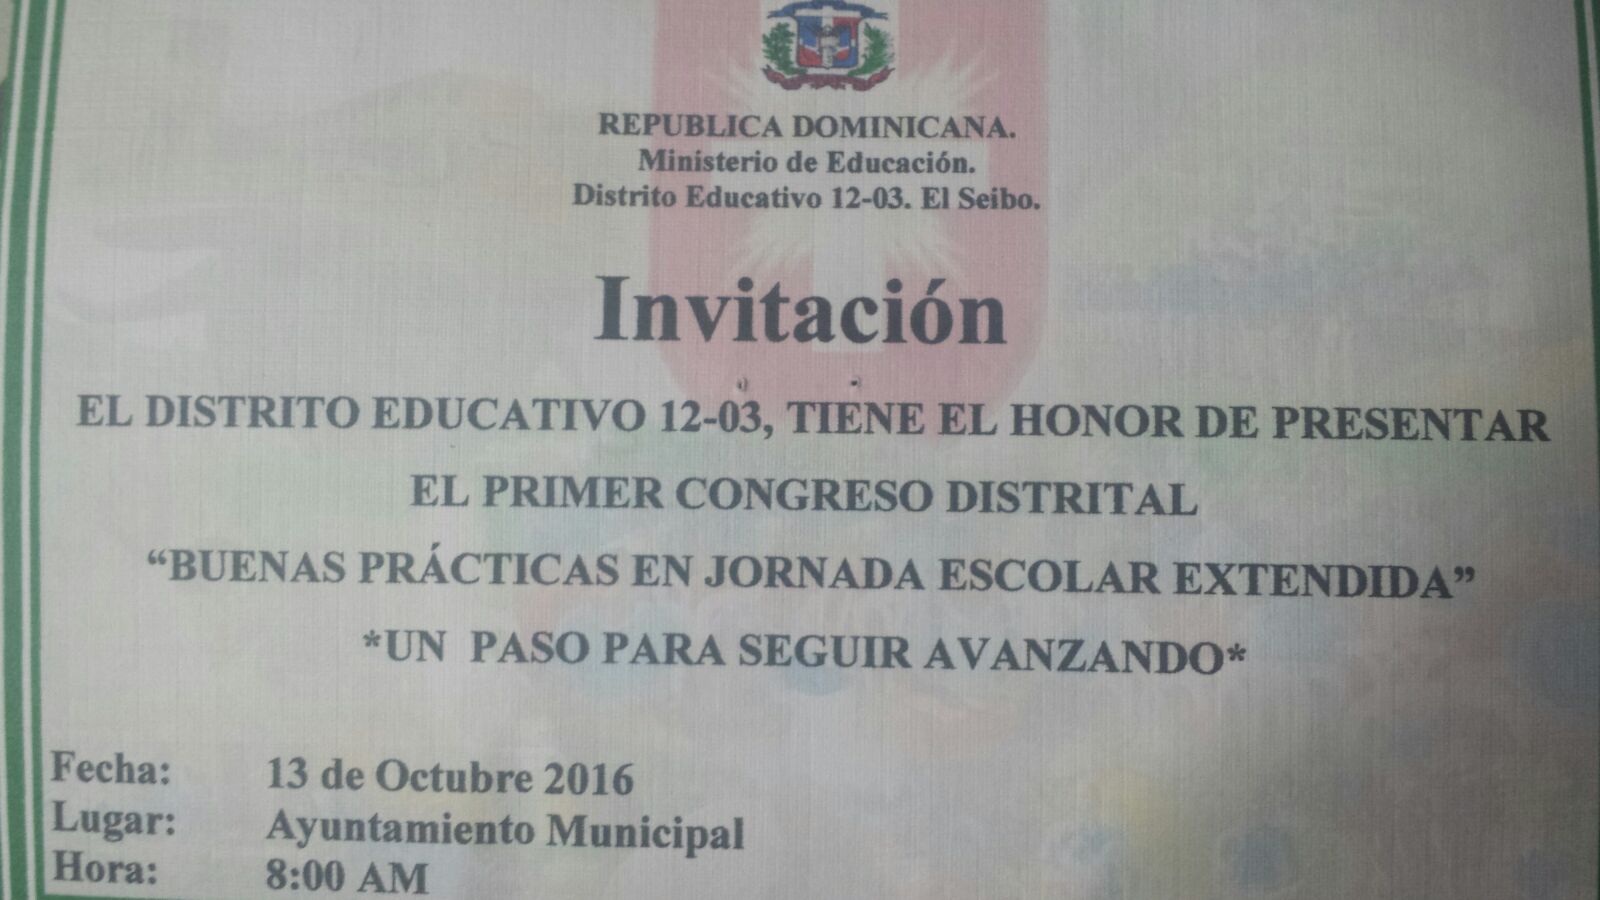 REPUBLICA DOMINICANA.
Ministerio de Educación.
Distrito Educativo 12-03. El Seibo.
Invitación
EL DISTRITO EDUCATIVO 12-03, TIENE EL HONOR DE PRESENTAR
EL PRIMER CONGRESO DISTRITAL
“BUENAS PRÁCTICAS EN JORNADA ESCOLAR EXTENDIDA”
*UN PASO PARA SEGUIR AVANZANDO*
Fecha: 13 de Octubre 2016
Lugar: Ayuntamiento Municipal
Hora: 8:00 AM